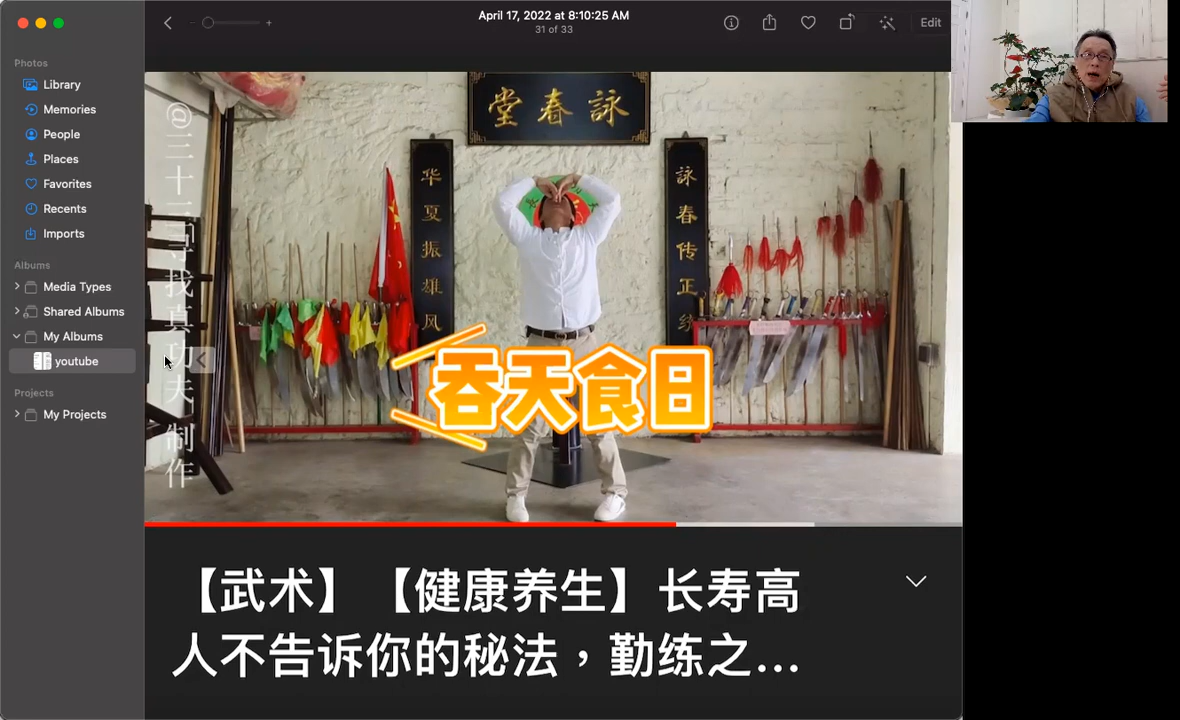 April 17, 2022 at 8:10:25 AM
31 of 33
Edit
Photos
Library
Memories
People
Places
Favorites
Recents
Imports
Albums
Media Types
Shared Albums
My Albums
youtube
Projects
My Projects
堂春詠
华夏振雄风
詠春传正统
@三十二寻找真功夫 制作
吞天食日
【武术】【健康养生】长寿高
人不告诉你的秘法，勤练之...